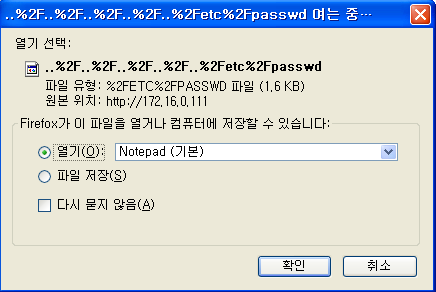 ..%2F..%2F..%2F..%2F..%2Fetc%2Fpasswd 여는 중…
열기 선택:
..%2F..%2F..%2F..%2F..%2Fetc%2Fpasswd
파일 유형: %2FETC%2FPASSWD 파일 (1,6 KB)
원본 위치: http://172,16,0,111
Firefox가 이 파일을 열거나 컴퓨터에 저장할 수 있습니다:
열기(O): Notepad (기본)
파일 저장(S)
다시 묻지 않음(A)
확인 취소